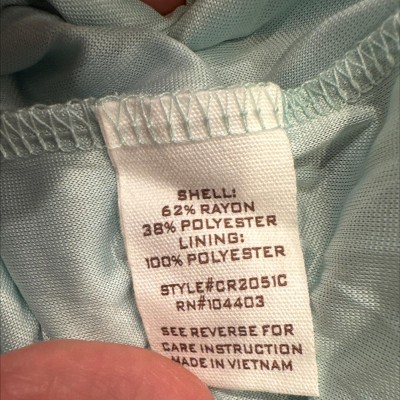 SHELL:
62% RAYON
38% POLYESTER
LINING:
100% POLYESTER
STYLE#CR2051C
RN#104403
SEE REVERSE FOR
CARE INSTRUCTION
MADE IN VIETNAM